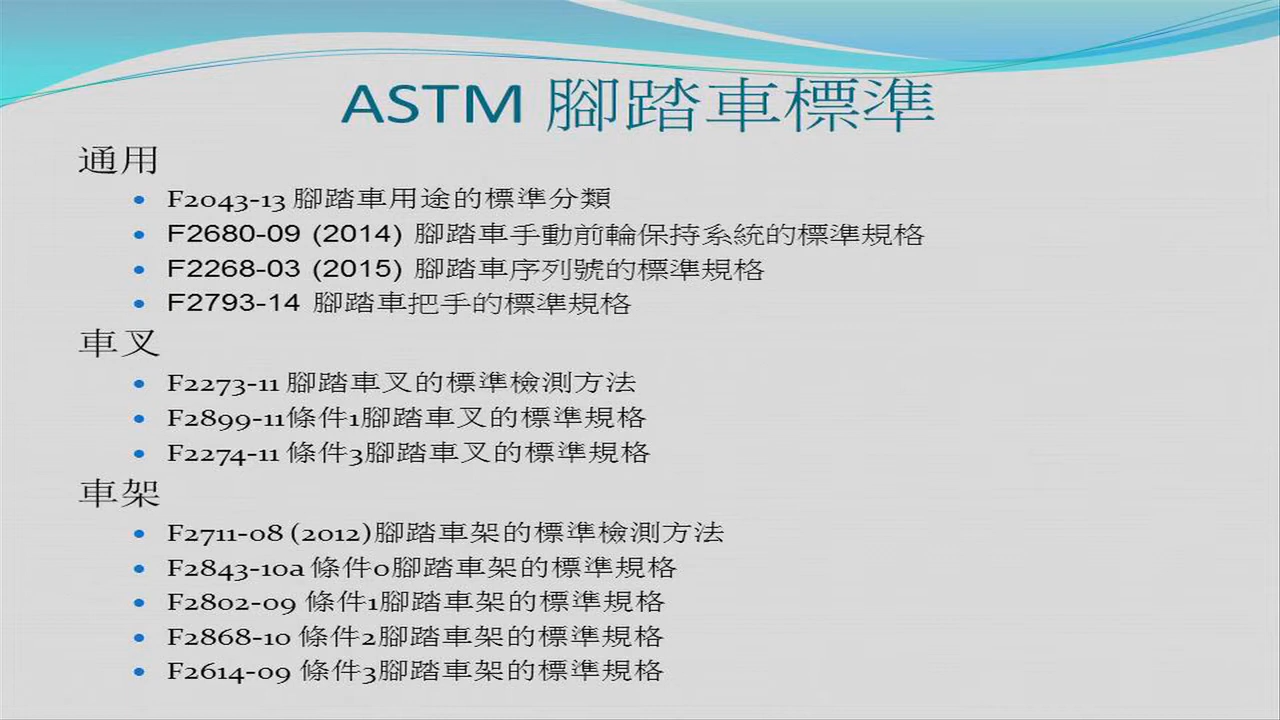 ASTM 腳踏車標準
通用
• F2043-13 腳踏車用途的標準分類
• F2680-09 (2014) 腳踏車手動前輪保持系統的標準規格
• F2268-03 (2015) 腳踏車序列號的標準規格
• F2793-14 腳踏車把手的標準規格
車叉
• F2273-11 腳踏車叉的標準檢測方法
• F2899-11條件1腳踏車叉的標準規格
• F2274-11 條件3腳踏車叉的標準規格
車架
• F2711-08 (2012)腳踏車架的標準檢測方法
• F2843-10a 條件0腳踏車架的標準規格
• F2802-09 條件1腳踏車架的標準規格
• F2868-10 條件2腳踏車架的標準規格
• F2614-09 條件3腳踏車架的標準規格